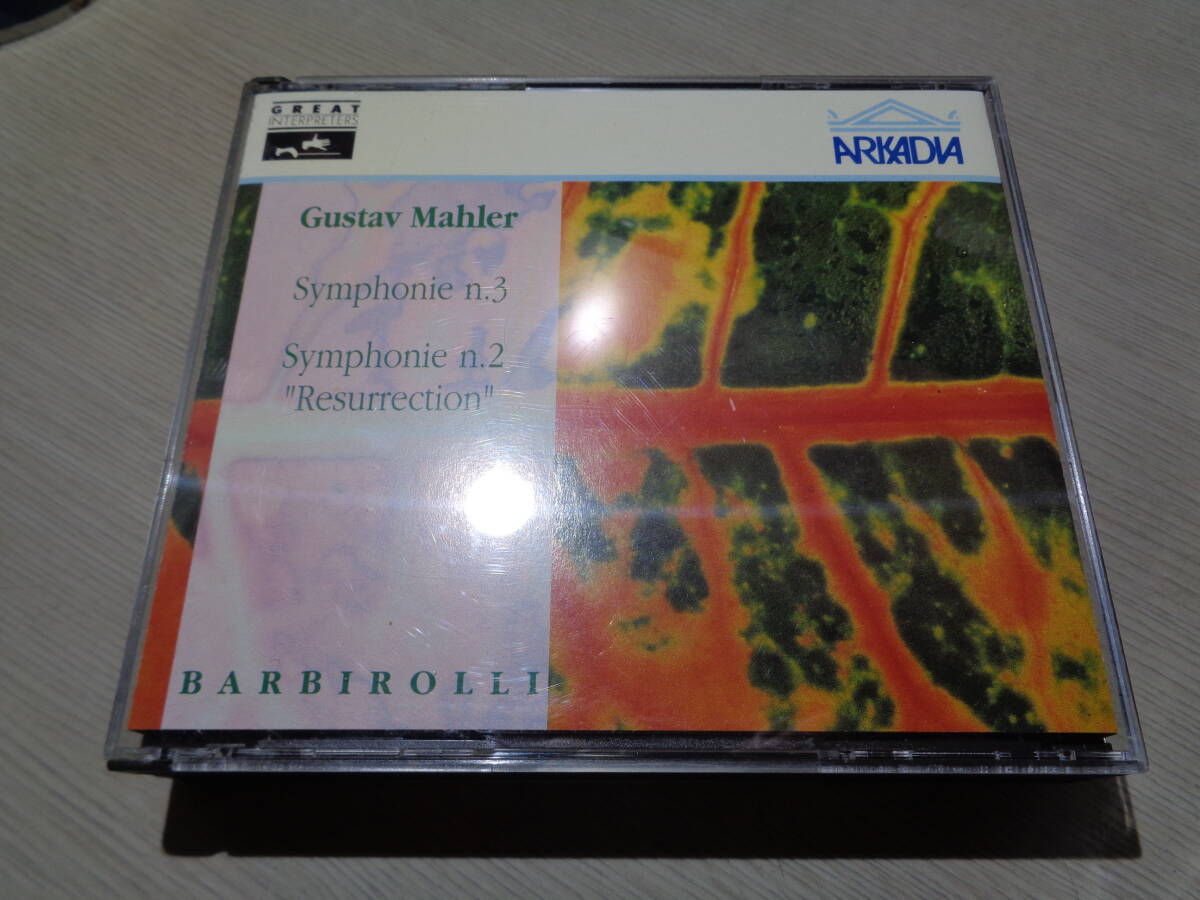 GREAT
INTERPRETERS
ARKADIA
Gustav Mahler
Symphonie n.3
Symphonie n.2
"Resurrection"
BARBIROLLI